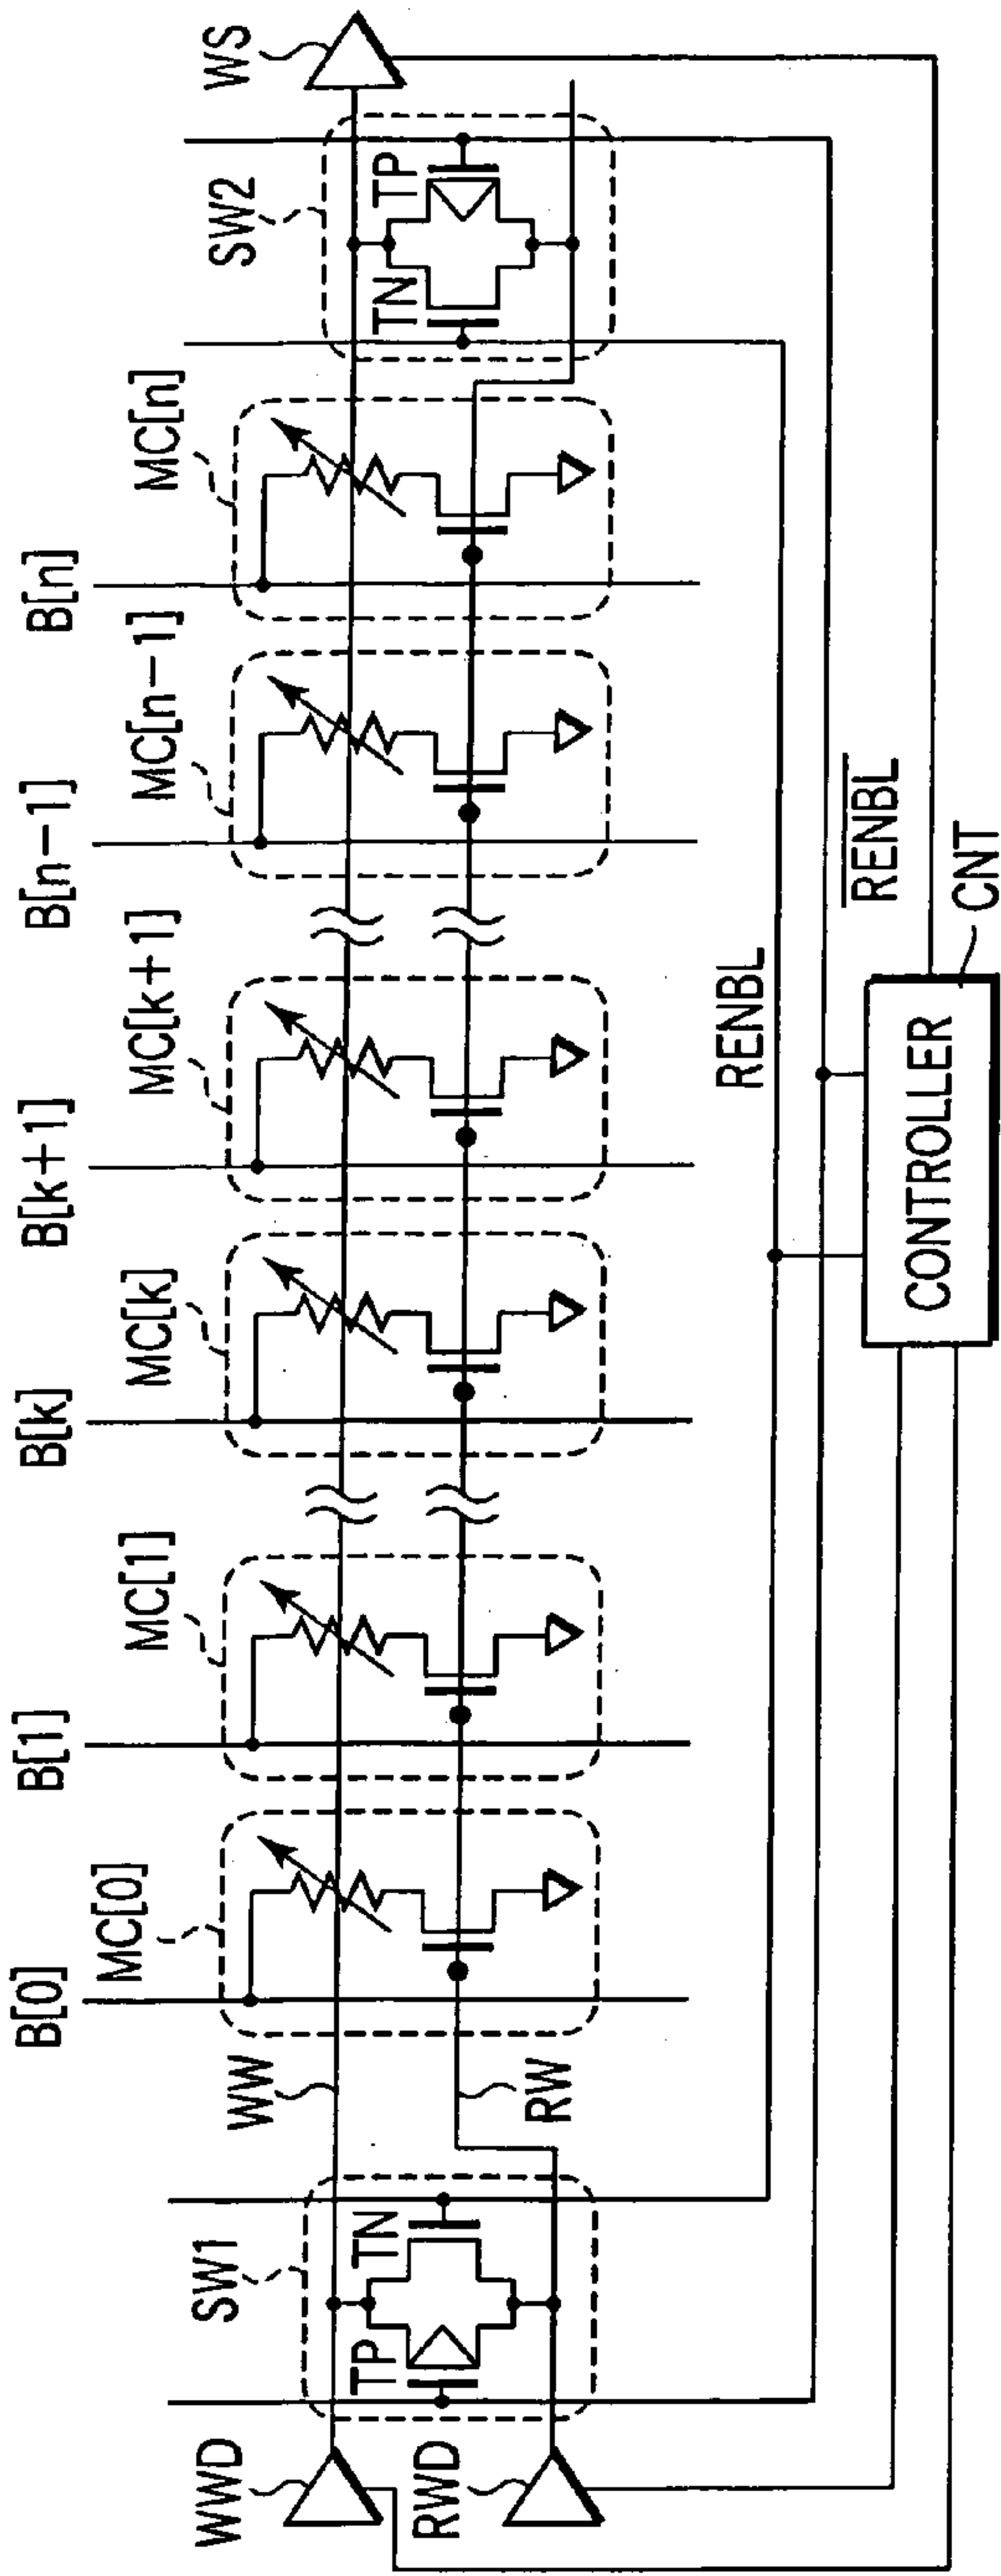 B[0]
B[1]
B[k]
B[k+1]
B[n-1]
B[n]
MC[0]
MC[1]
MC[k]
MC[k+1]
MC[n-1]
MC[n]
WWD
SW1
TP
TN
WW
SW2
TN
TP
WS
RWD
RW
RENBL
RENBL
CONTROLLER
CNT